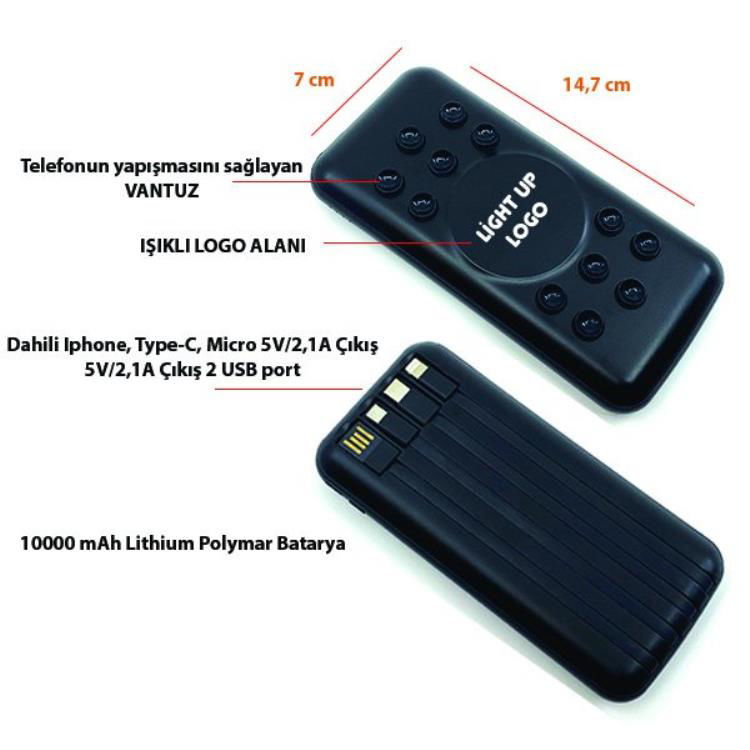 7 cm
14,7 cm
Telefonun yapışmasını sağlayan
VANTUZ
LiGHT UP
LOGO
IŞIKLI LOGO ALANI
Dahili Iphone, Type-C, Micro 5V/2,1A Çıkış
5V/2,1A Çıkış 2 USB port
10000 mAh Lithium Polymar Batarya